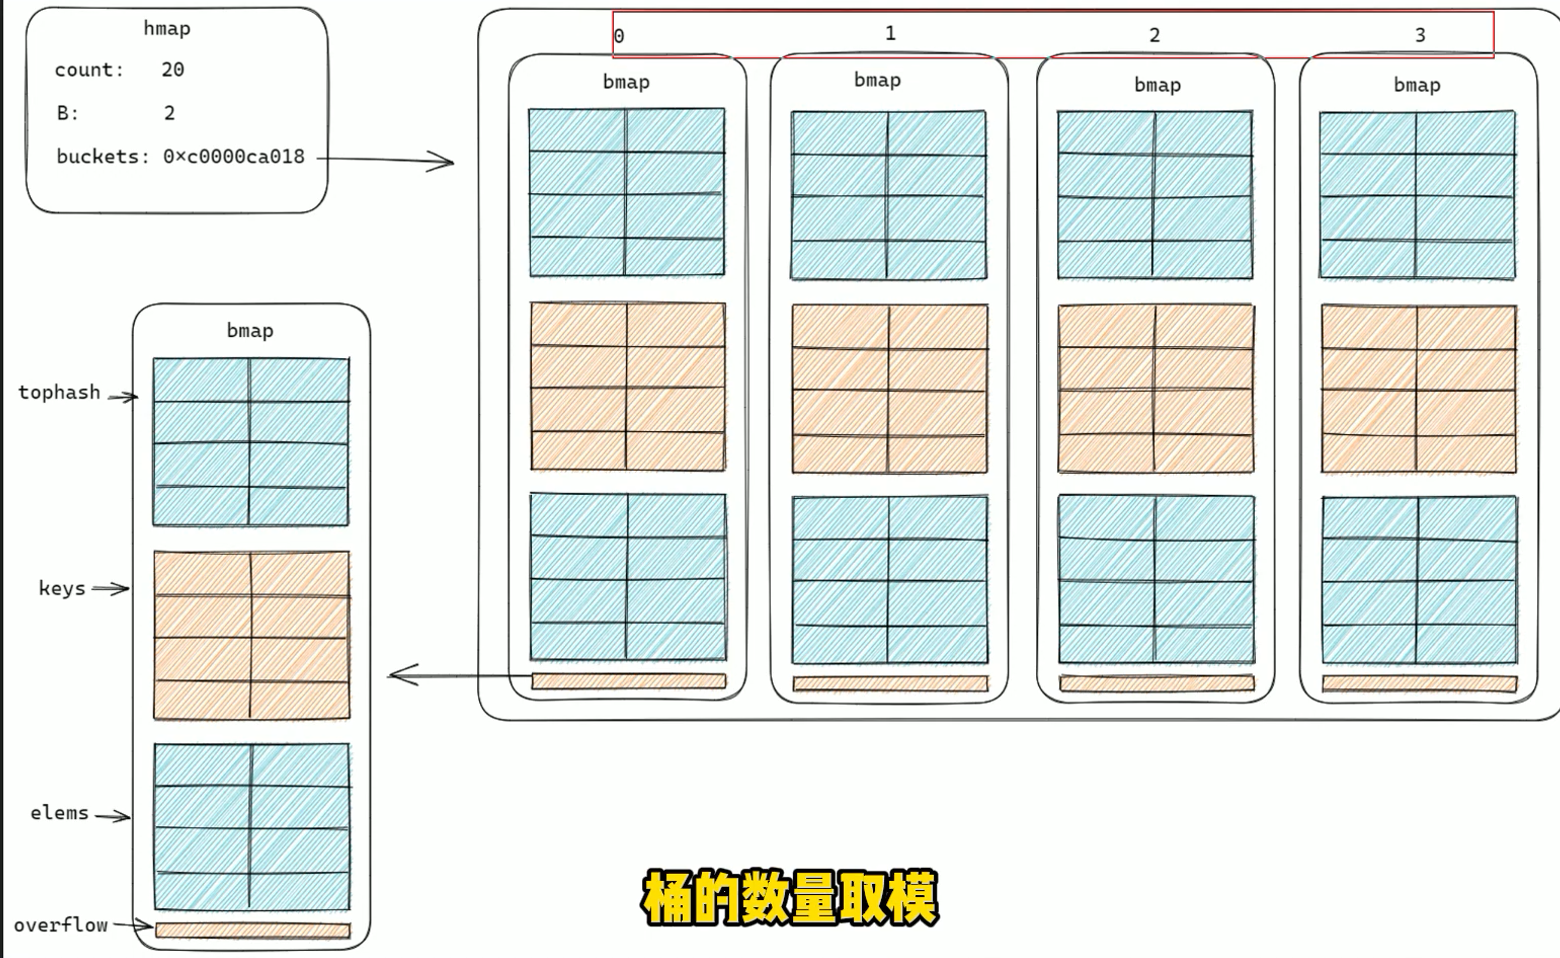 hmap
count: 20
B: 2
buckets: 0×c0000ca018
0 1 2 3
bmap bmap bmap bmap
bmap
tophash
keys
elems
overflow
桶的数量取模